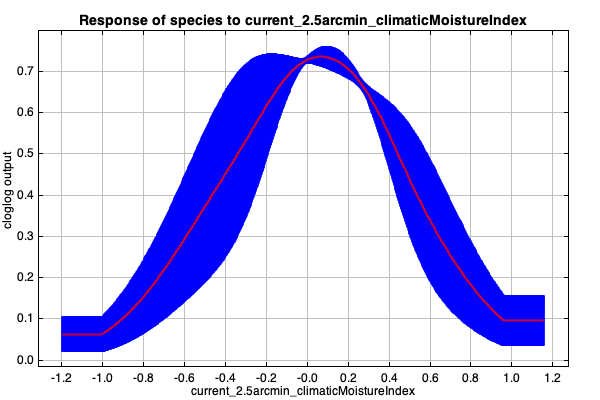 Response of species to current_2.5arcmin_climaticMoistureIndex
cloglog output
0.7
0.6
0.5
0.4
0.3
0.2
0.1
0.0
-1.2 -1.0 -0.8 -0.6 -0.4 -0.2 0.0 0.2 0.4 0.6 0.8 1.0 1.2
current_2.5arcmin_climaticMoistureIndex